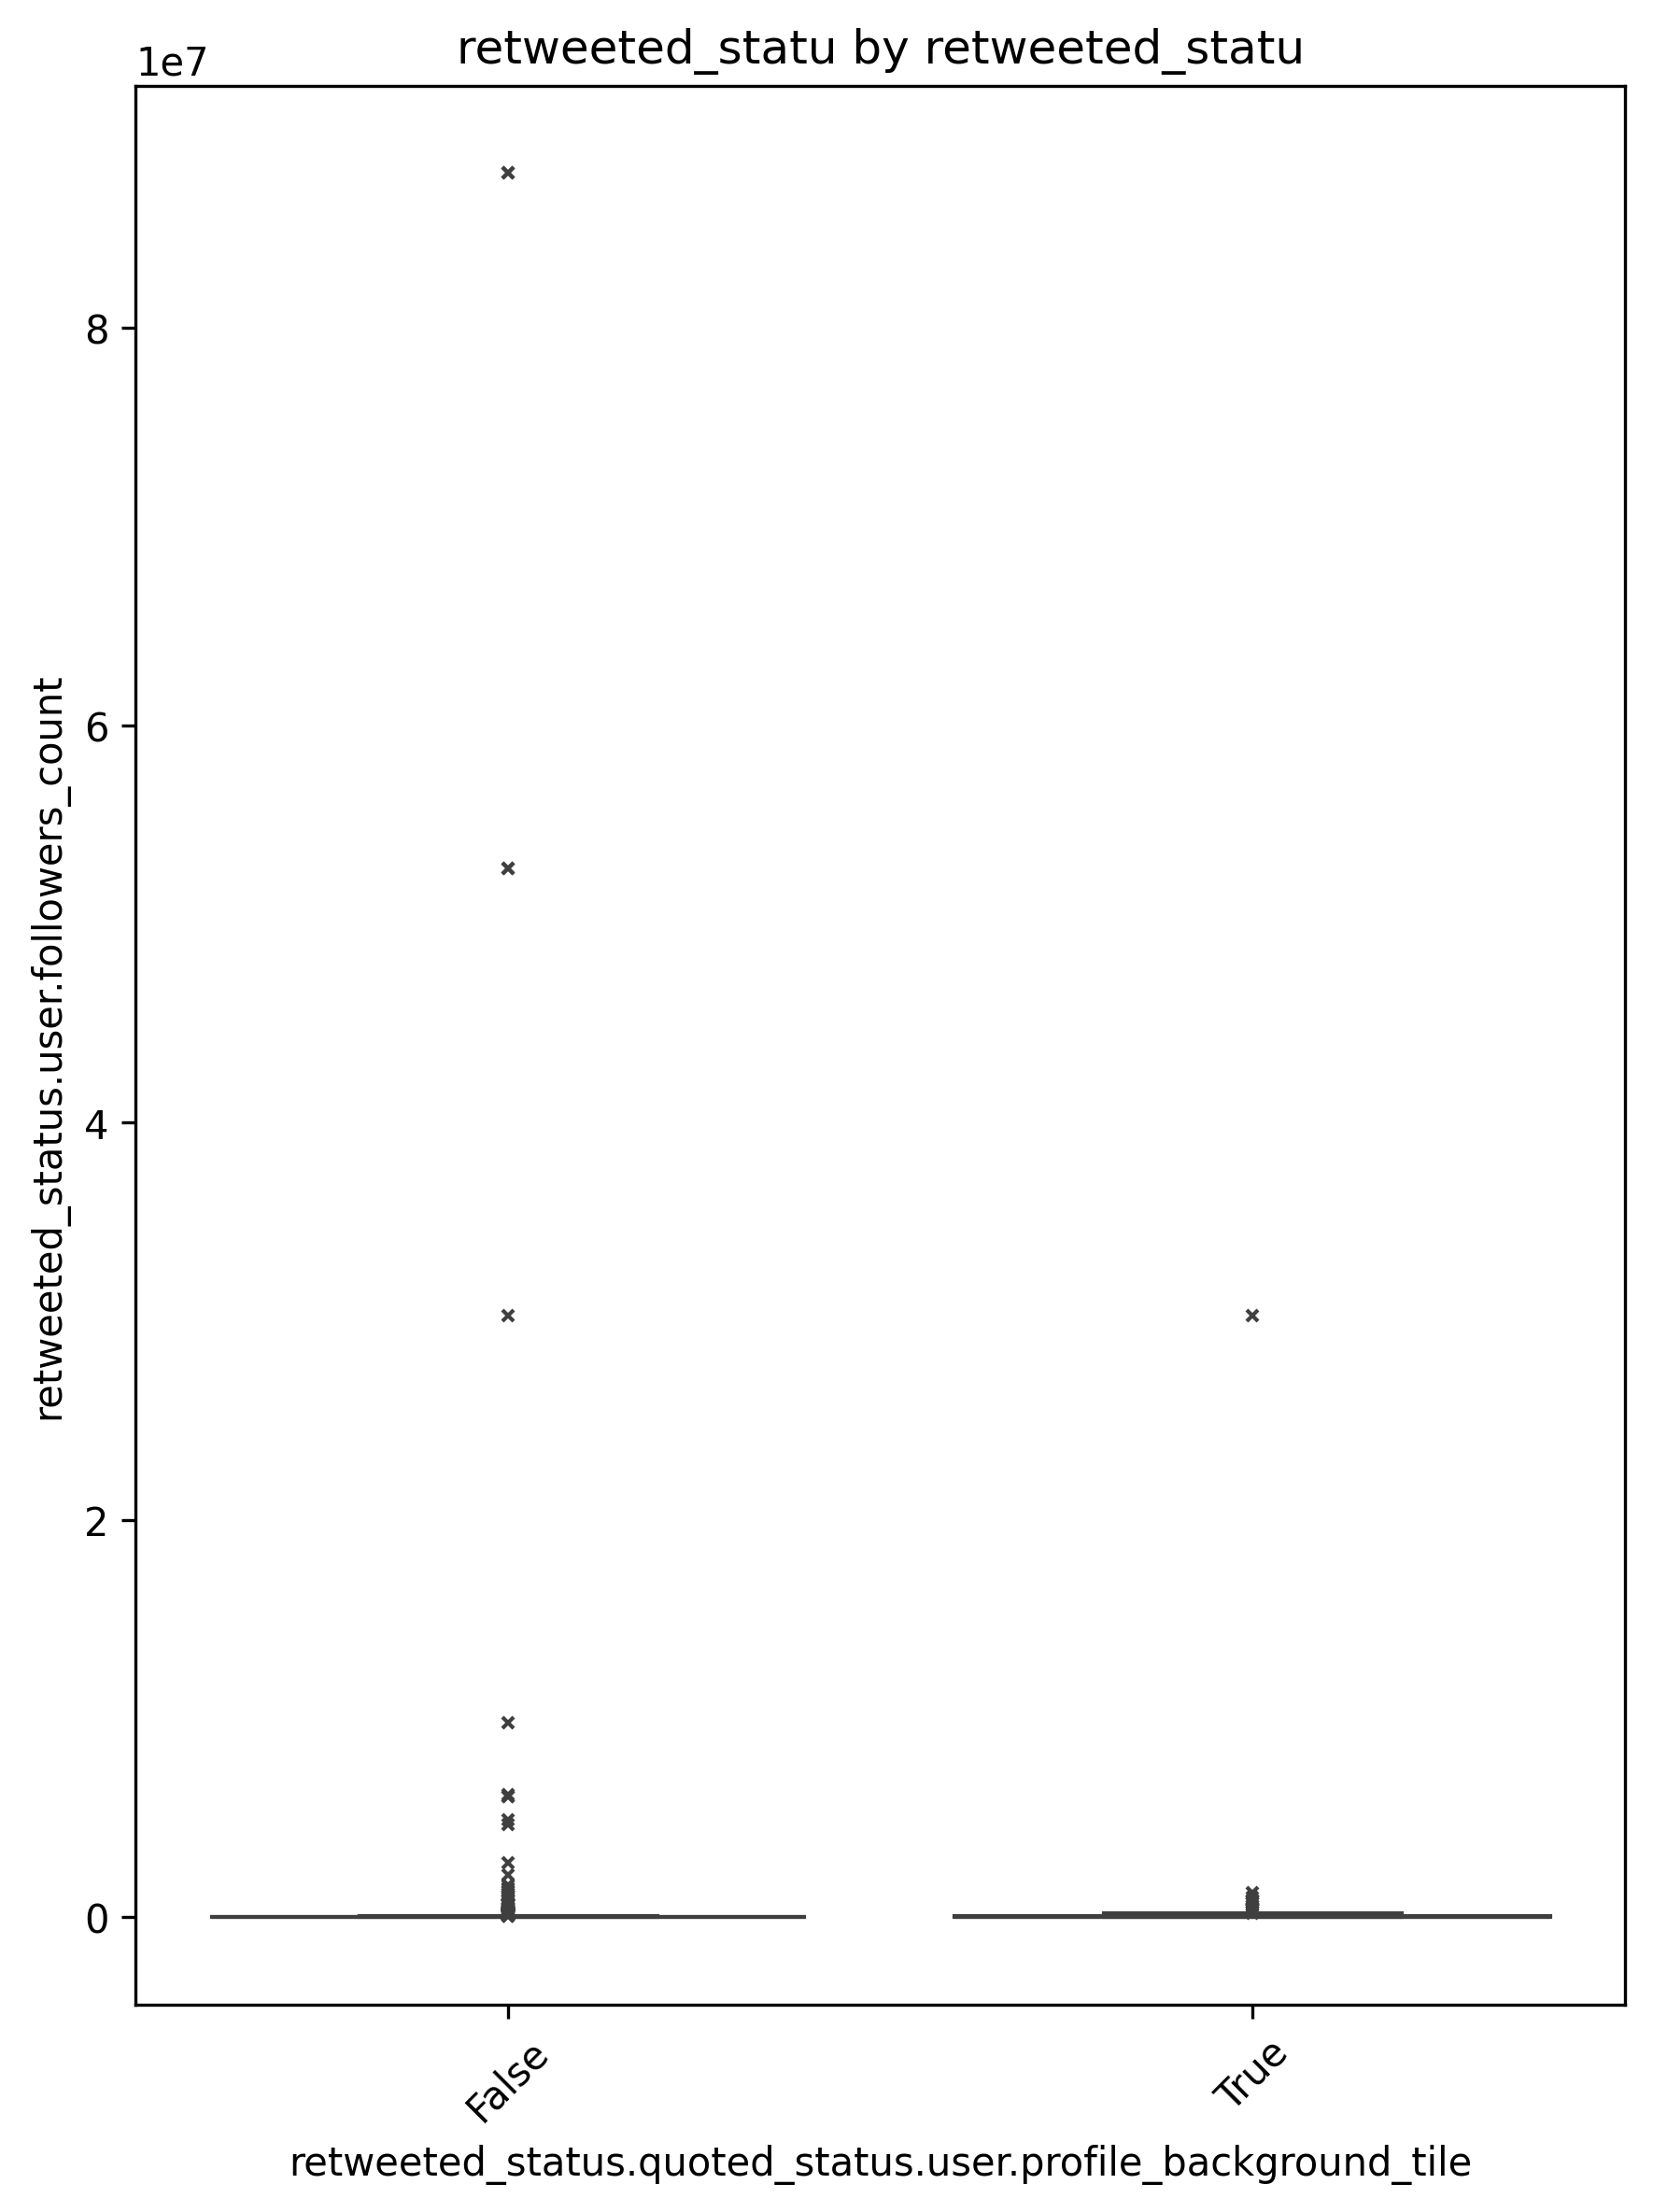 retweeted_statu by retweeted_statu
1e7
8
6
4
2
0
retweeted_status.user.followers_count
False
True
retweeted_status.quoted_status.user.profile_background_tile